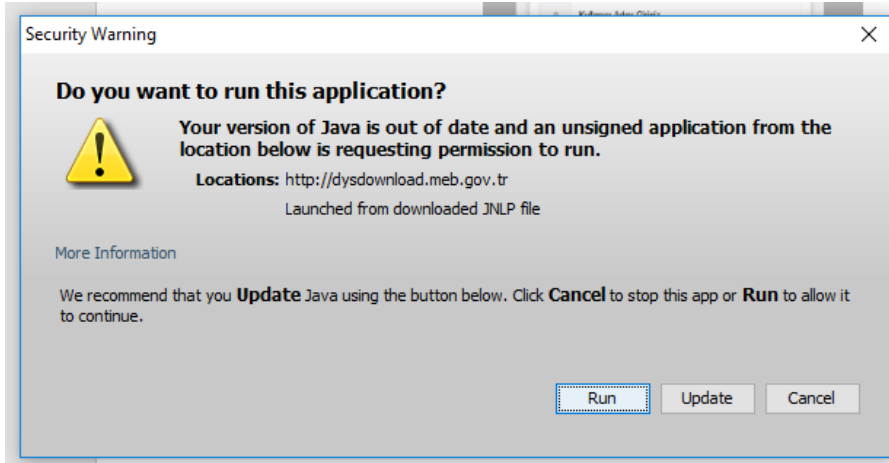 Security Warning
Do you want to run this application?
Your version of Java is out of date and an unsigned application from the
location below is requesting permission to run.
Locations: http://dysdownload.meb.gov.tr
Launched from downloaded JNLP file
More Information
We recommend that you Update Java using the button below. Click Cancel to stop this app or Run to allow it
to continue.
Run Update Cancel